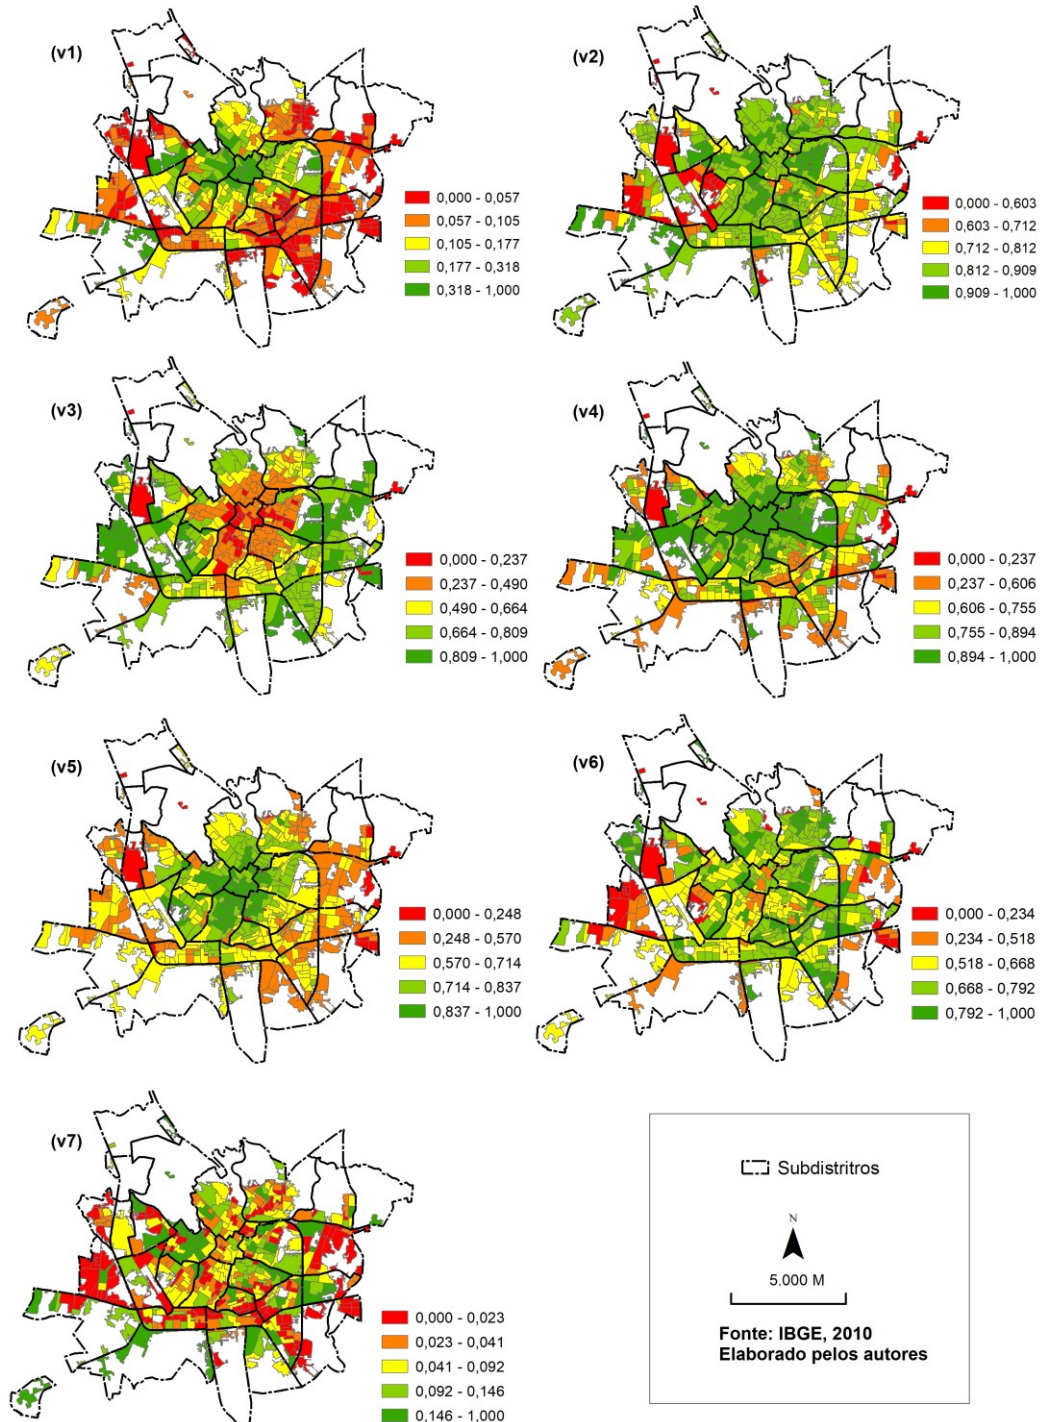 (v1)
0,000 - 0,057
0,057 - 0,105
0,105 - 0,177
0,177 - 0,318
0,318 - 1,000
(v2)
0,000 - 0,603
0,603 - 0,712
0,712 - 0,812
0,812 - 0,909
0,909 - 1,000
(v3)
0,000 - 0,237
0,237 - 0,490
0,490 - 0,664
0,664 - 0,809
0,809 - 1,000
(v4)
0,000 - 0,237
0,237 - 0,606
0,606 - 0,755
0,755 - 0,894
0,894 - 1,000
(v5)
0,000 - 0,248
0,248 - 0,570
0,570 - 0,714
0,714 - 0,837
0,837 - 1,000
(v6)
0,000 - 0,234
0,234 - 0,518
0,518 - 0,668
0,668 - 0,792
0,792 - 1,000
(v7)
0,000 - 0,023
0,023 - 0,041
0,041 - 0,092
0,092 - 0,146
0,146 - 1,000
Subdistritros
N
5.000 M
Fonte: IBGE, 2010
Elaborado pelos autores